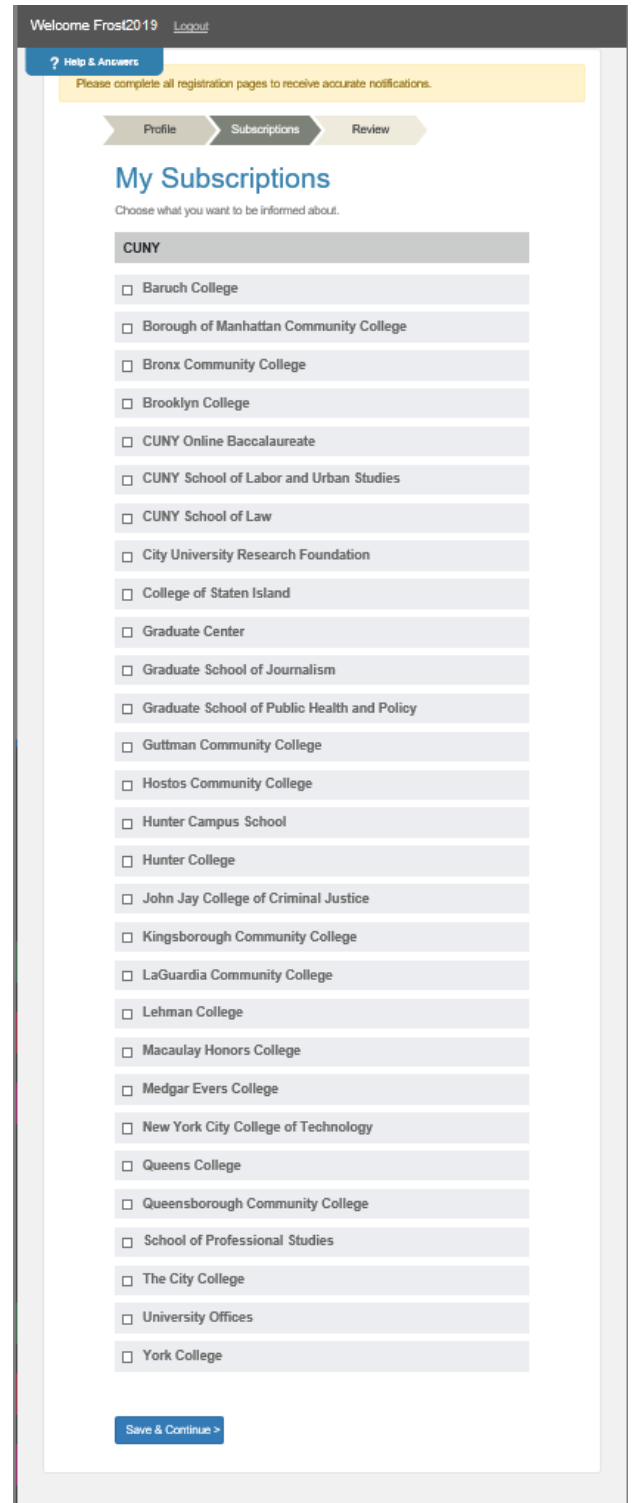 Welcome Frost2019 Logout
? Help & Answers
Please complete all registration pages to receive accurate notifications.
Profile Subscriptions Review
My Subscriptions
Choose what you want to be informed about.
CUNY
Baruch College
Borough of Manhattan Community College
Bronx Community College
Brooklyn College
CUNY Online Baccalaureate
CUNY School of Labor and Urban Studies
CUNY School of Law
City University Research Foundation
College of Staten Island
Graduate Center
Graduate School of Journalism
Graduate School of Public Health and Policy
Guttman Community College
Hostos Community College
Hunter Campus School
Hunter College
John Jay College of Criminal Justice
Kingsborough Community College
LaGuardia Community College
Lehman College
Macaulay Honors College
Medgar Evers College
New York City College of Technology
Queens College
Queensborough Community College
School of Professional Studies
The City College
University Offices
York College
Save & Continue >